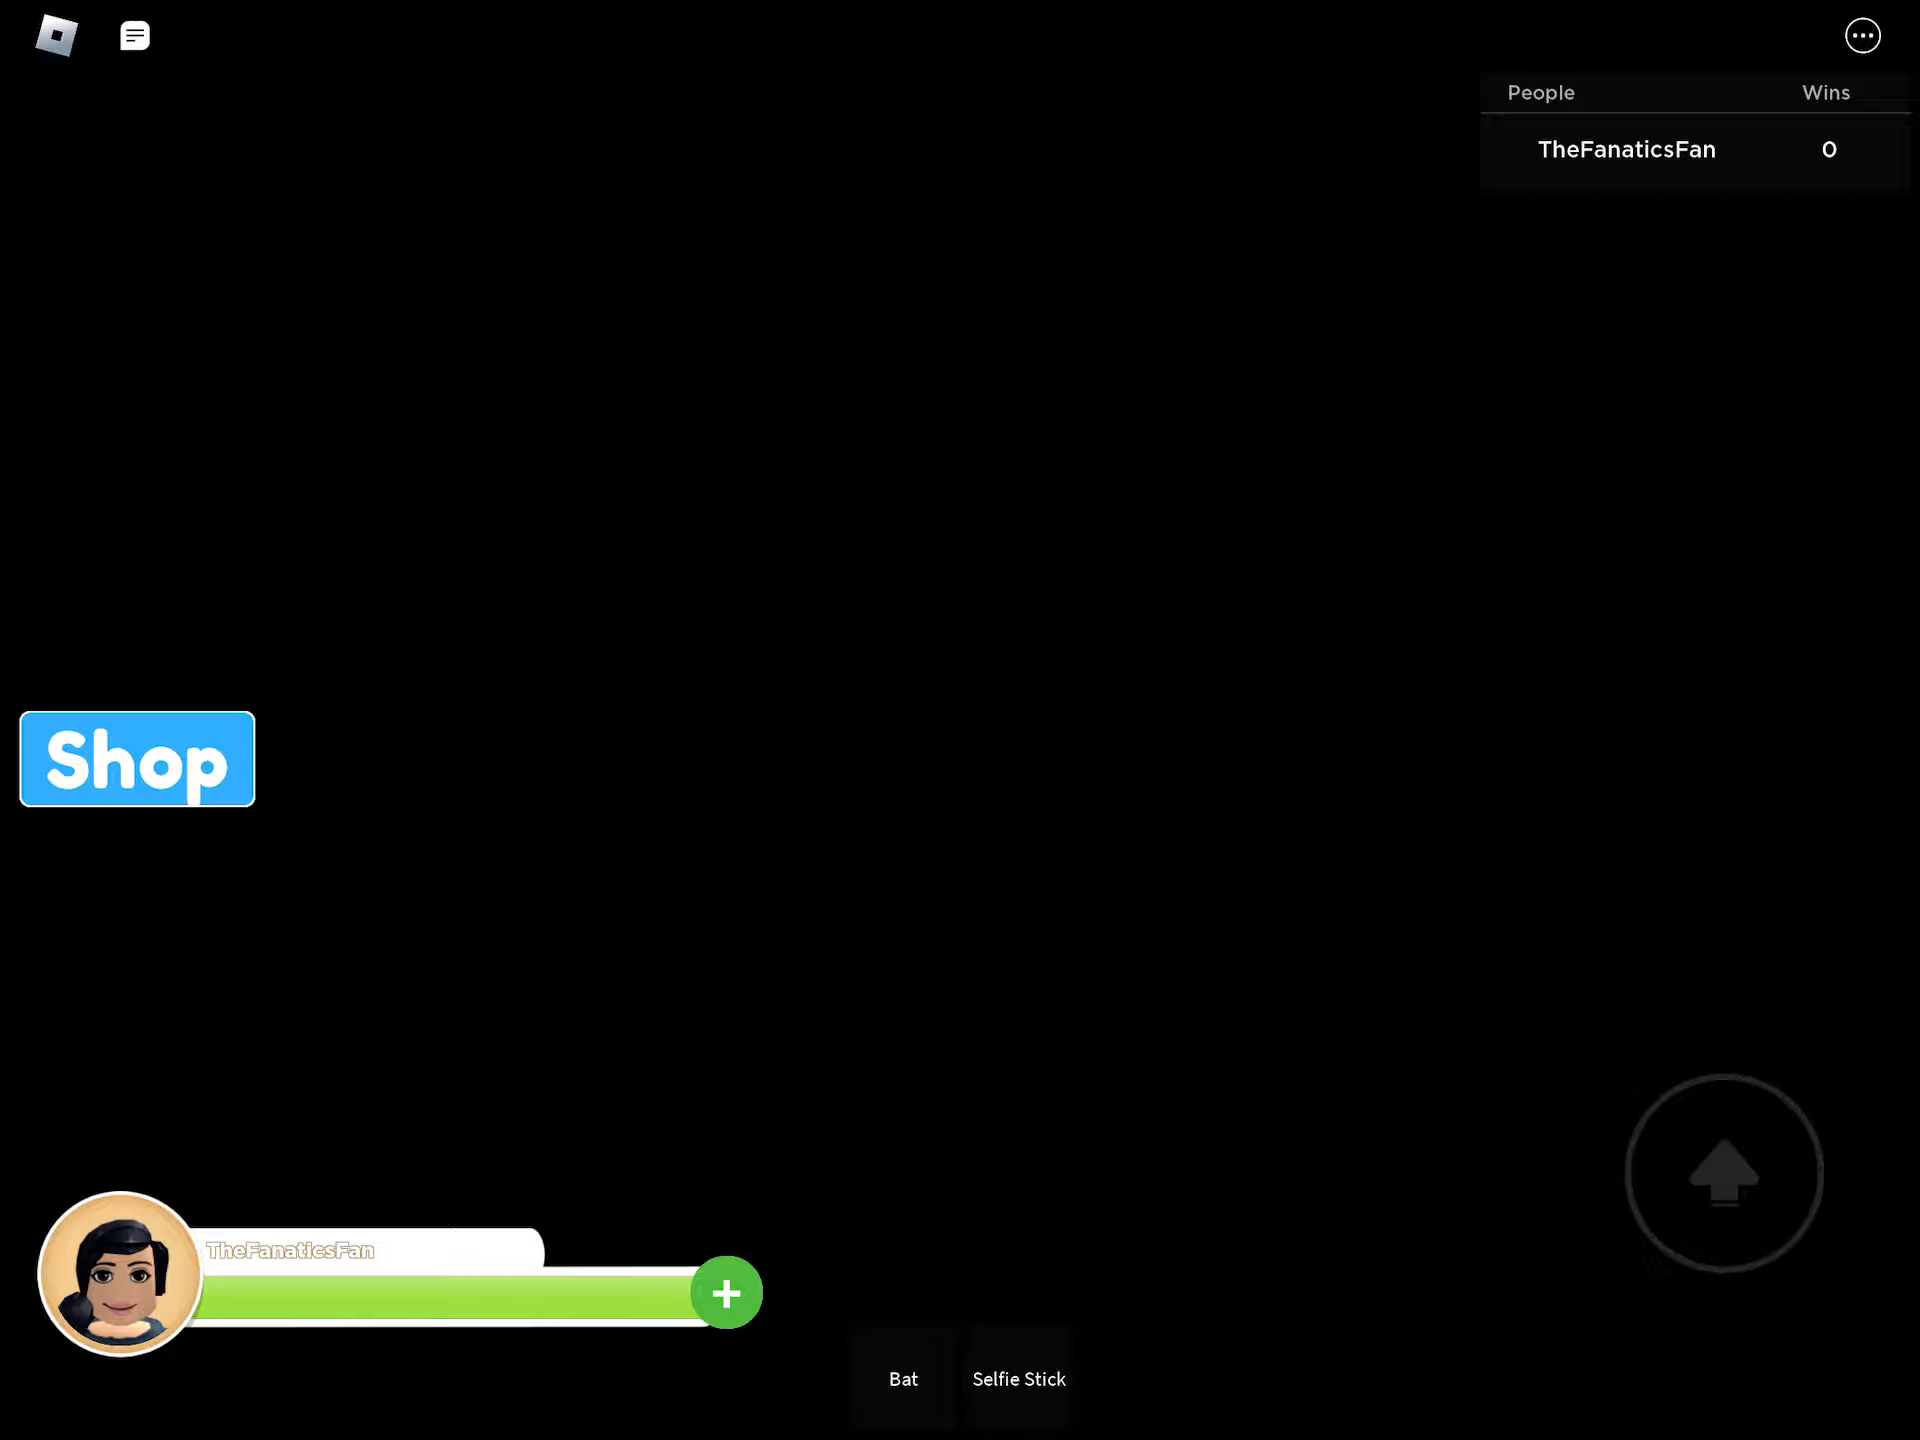 People Wins
TheFanaticsFan 0
Shop
TheFanaticsFan
Bat Selfie Stick